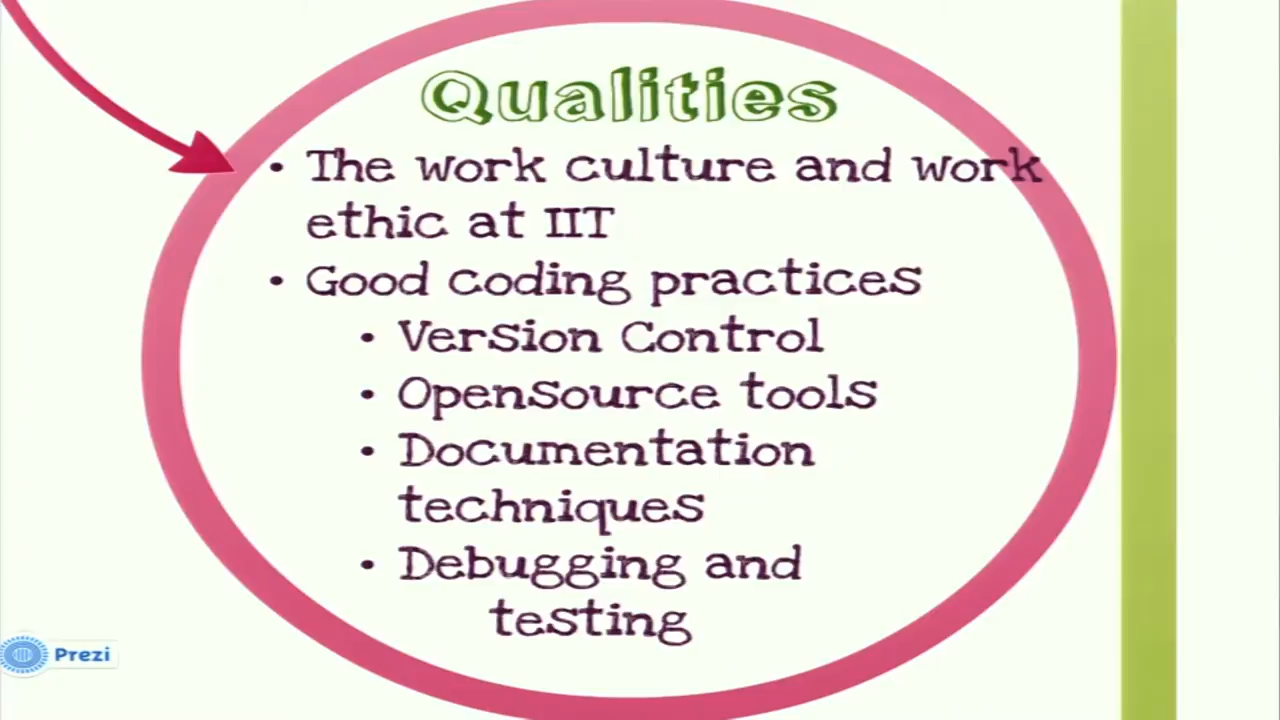 Qualities
• The work culture and work
ethic at IIT
• Good coding practices
• Version Control
• Opensource tools
• Documentation
techniques
• Debugging and
testing
Prezi